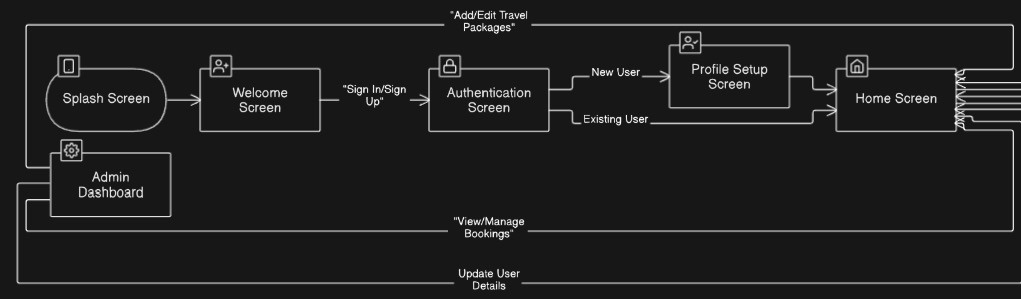 "Add/Edit Travel
Packages"
Splash Screen
Welcome
Screen
"Sign In/Sign
Up"
Authentication
Screen
New User
Existing User
Profile Setup
Screen
Home Screen
Admin
Dashboard
"View/Manage
Bookings"
Update User
Details